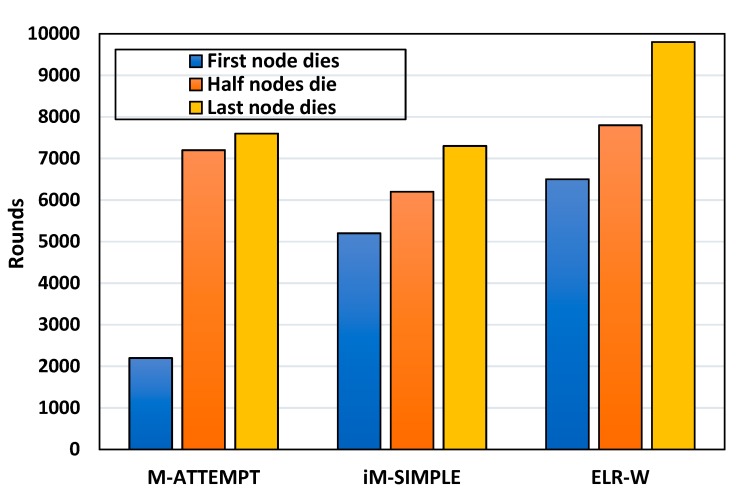 10000
9000
8000
7000
6000
5000
4000
3000
2000
1000
0
Rounds
First node dies
Half nodes die
Last node dies
M-ATTEMPT
iM-SIMPLE
ELR-W